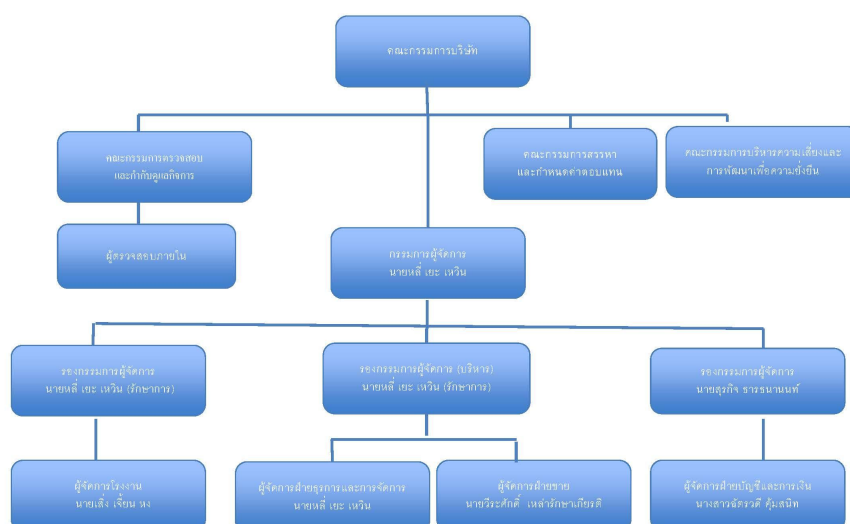 คณะกรรมการบริษัท
คณะกรรมการตรวจสอบ
และกำกับดูแลกิจการ
คณะกรรมการสรรหา
และกำหนดค่าตอบแทน
คณะกรรมการบริหารความเสี่ยงและ
การพัฒนาเพื่อความยั่งยืน
ผู้ตรวจสอบภายใน
กรรมการผู้จัดการ
นายหลี่ เยะ เหวิน
รองกรรมการผู้จัดการ
นายหลี่ เยะ เหวิน (รักษาการ)
รองกรรมการผู้จัดการ (บริหาร)
นายหลี่ เยะ เหวิน (รักษาการ)
รองกรรมการผู้จัดการ
นายสุรกิจ ธารธนานนท์
ผู้จัดการโรงงาน
นายเสิ่ง เจี้ยน หง
ผู้จัดการฝ่ายธุรการและการจัดการ
นายหลี่ เยะ เหวิน
ผู้จัดการฝ่ายขาย
นายวีระศักดิ์ เหล่ารักษาเกียรติ
ผู้จัดการฝ่ายบัญชีและการเงิน
นางสาวฉัตรวดี คุ้มสนิท